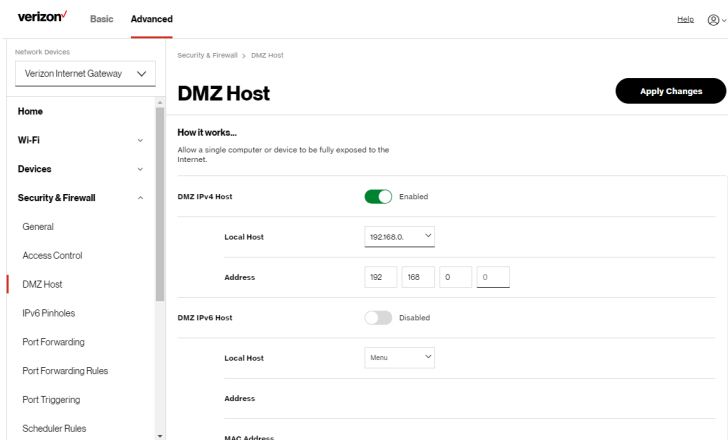 verizon
Basic
Advanced
Help
Network Devices
Verizon Internet Gateway
Home
Wi-Fi
Devices
Security & Firewall
General
Access Control
DMZ Host
IPv6 Pinholes
Port Forwarding
Port Forwarding Rules
Port Triggering
Scheduler Rules
Security & Firewall > DMZ Host
DMZ Host
Apply Changes
How it works...
Allow a single computer or device to be fully exposed to the
Internet.
DMZ IPv4 Host
Enabled
Local Host
192.168.0.
Address
192 168 0 0
DMZ IPv6 Host
Disabled
Local Host
Menu
Address
MAC Address